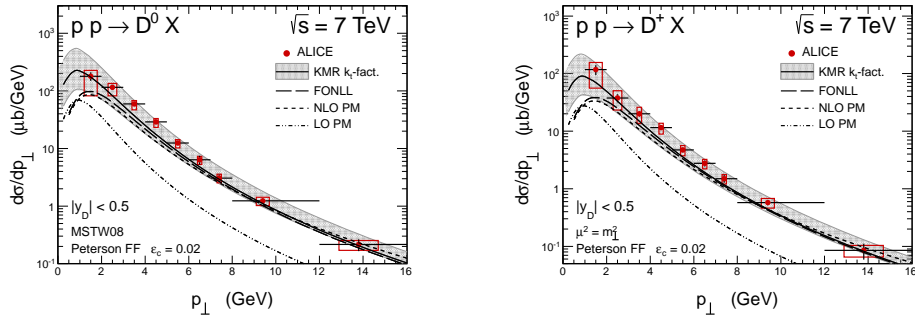 p p → D⁰ X √s = 7 TeV
10³
10²
10
1
10⁻¹
dσ/dp⊥ (μb/GeV)
ALICE
KMR kₜ-fact.
FONLL
NLO PM
LO PM
|y_D| < 0.5
MSTW08
Peterson FF ε_c = 0.02
0 2 4 6 8 10 12 14 16
p⊥ (GeV)
p p → D⁺ X √s = 7 TeV
10³
10²
10
1
10⁻¹
dσ/dp⊥ (μb/GeV)
ALICE
KMR kₜ-fact.
FONLL
NLO PM
LO PM
|y_D| < 0.5
μ² = m²⊥
Peterson FF ε_c = 0.02
0 2 4 6 8 10 12 14 16
p⊥ (GeV)